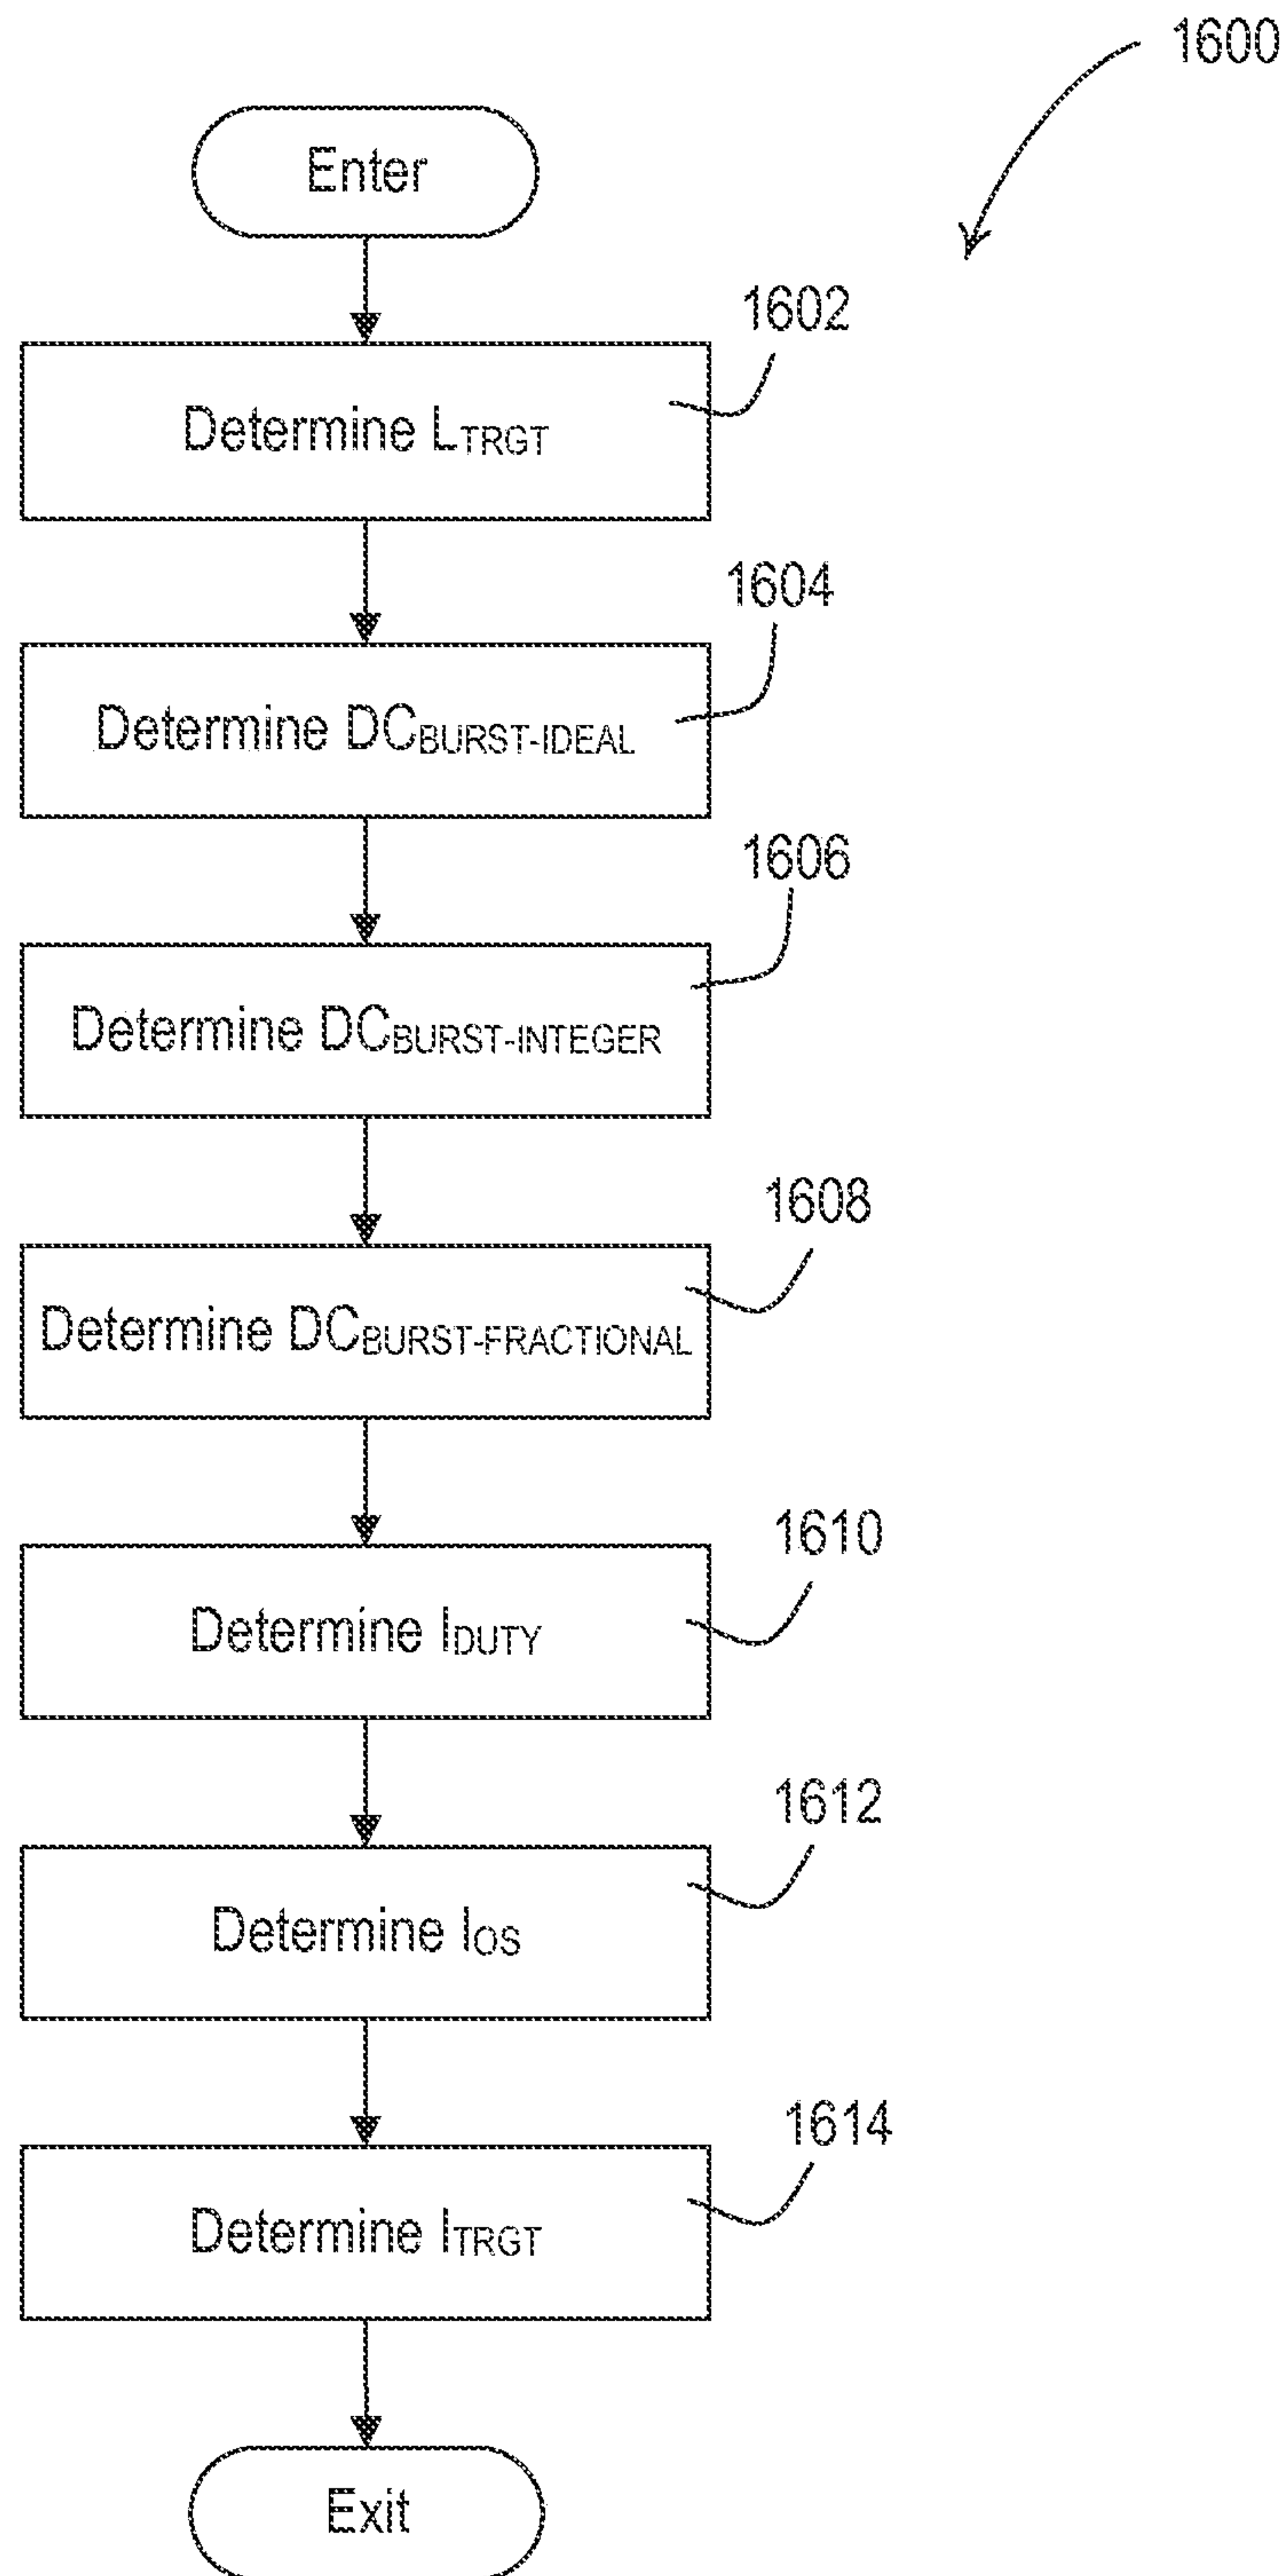 1600
Enter
1602
Determine LTRGT
1604
Determine DCBURST-IDEAL
1606
Determine DCBURST-INTEGER
1608
Determine DCBURST-FRACTIONAL
1610
Determine IDUTY
1612
Determine IOS
1614
Determine ITRGT
Exit